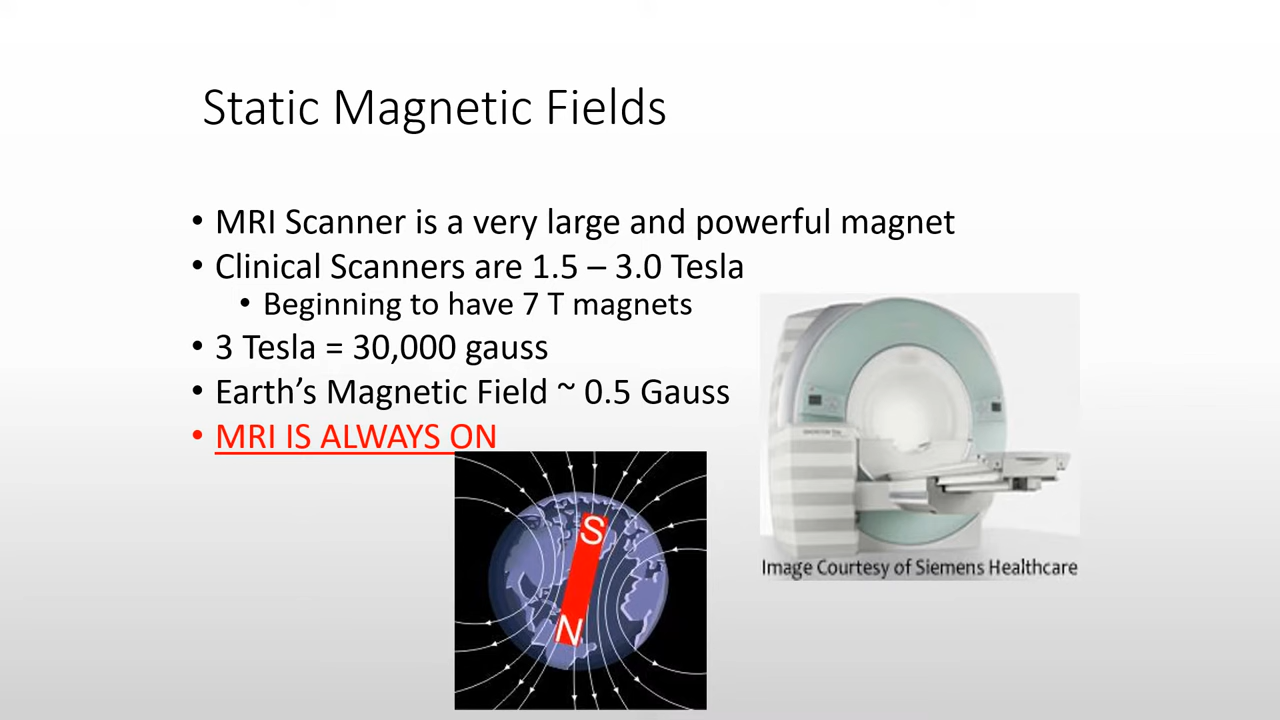 Static Magnetic Fields
• MRI Scanner is a very large and powerful magnet
• Clinical Scanners are 1.5 – 3.0 Tesla
• Beginning to have 7 T magnets
• 3 Tesla = 30,000 gauss
• Earth’s Magnetic Field ~ 0.5 Gauss
• MRI IS ALWAYS ON
S
N
Image Courtesy of Siemens Healthcare